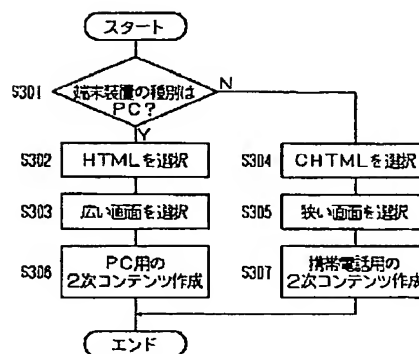 スタート
S301
端末装置の種別は
PC?
N
Y
S302
HTMLを選択
S304
CHTMLを選択
S303
広い画面を選択
S305
狭い画面を選択
S306
PC用の
2次コンテンツ作成
S307
携帯電話用の
2次コンテンツ作成
エンド